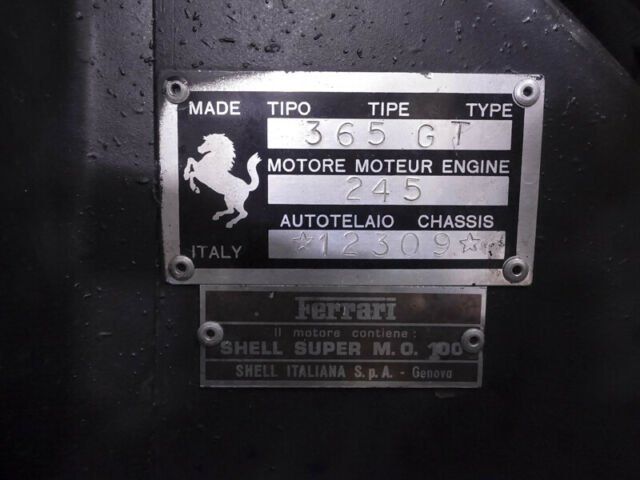 MADE TIPO TIPE TYPE
365 GT
MOTORE MOTEUR ENGINE
245
AUTOTELAIO CHASSIS
ITALY ☆12309☆
Ferrari
Il motore contiene:
SHELL SUPER M.O. 100
SHELL ITALIANA S.p.A. - Genova